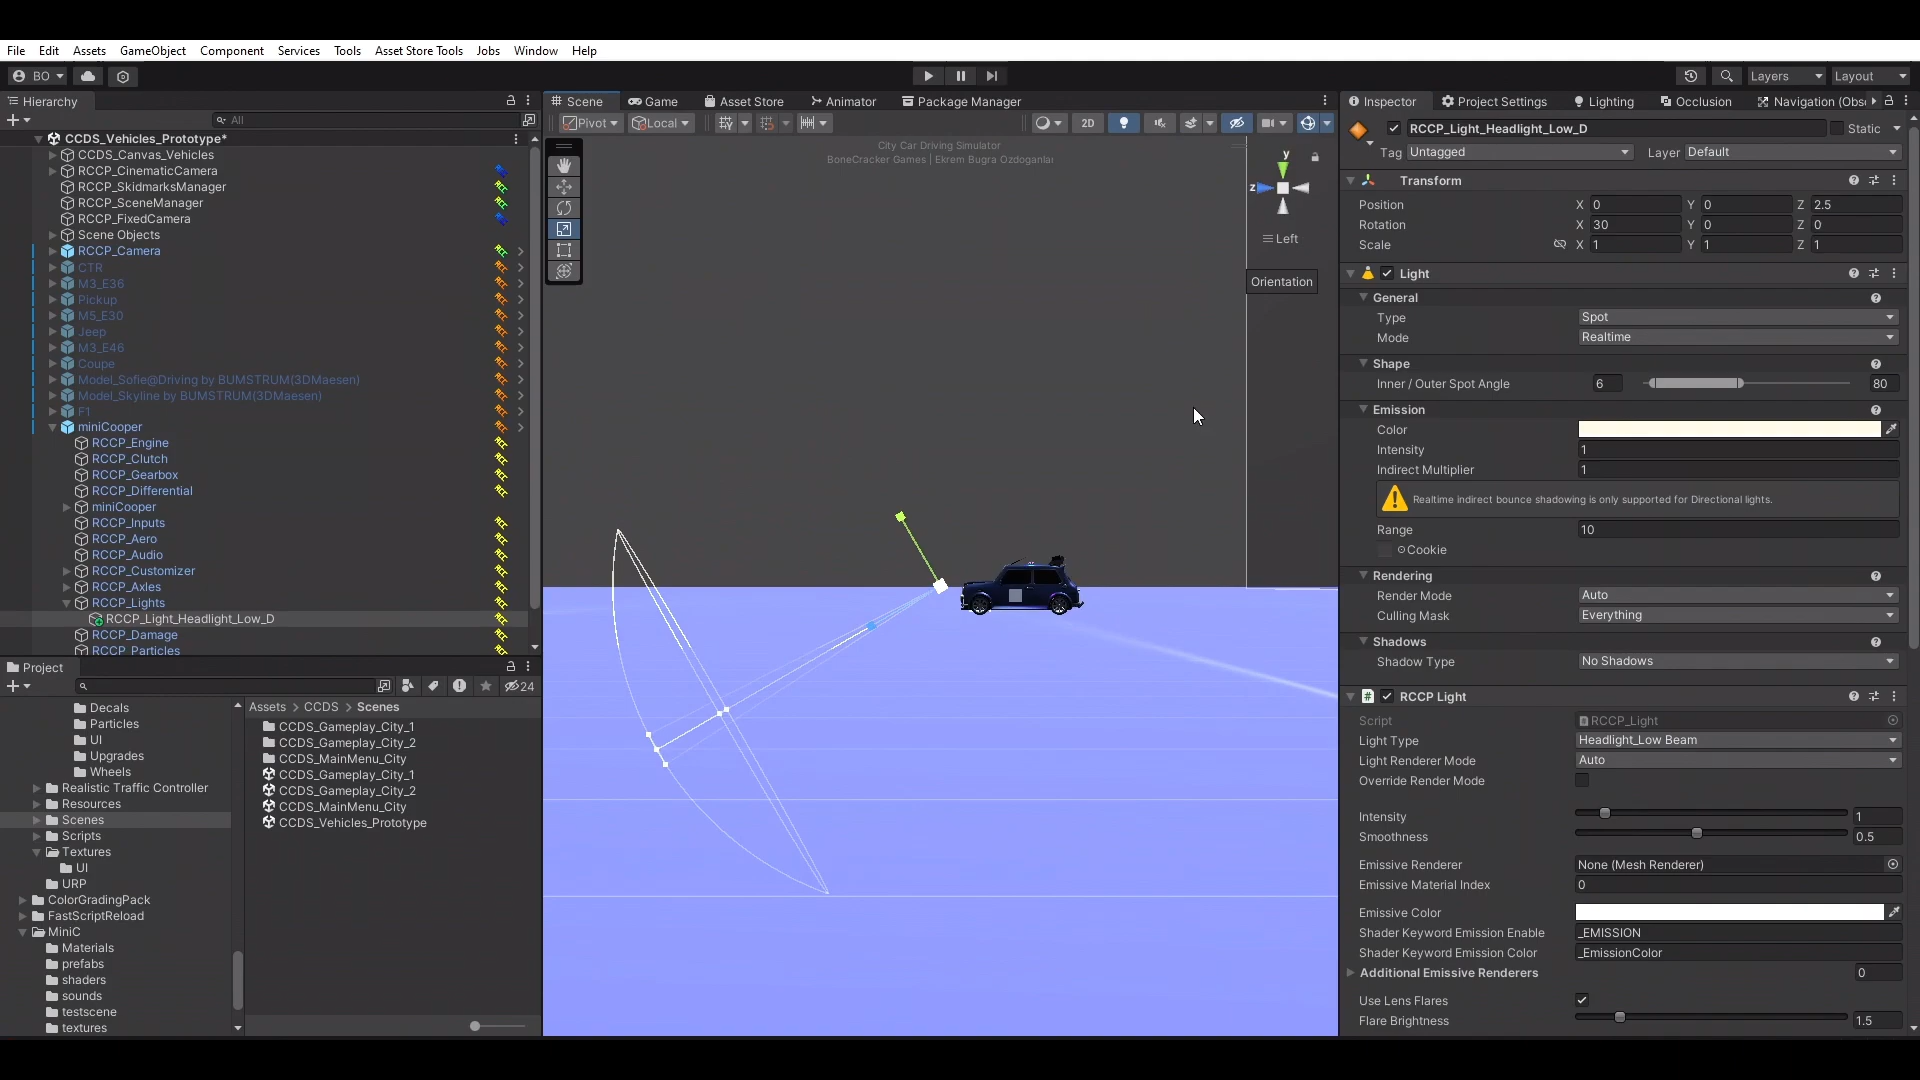 File Edit Assets GameObject Component Services Tools Asset Store Tools Jobs Window Help
BO Layers Layout
Hierarchy
All
CCDS_Vehicles_Prototype*
CCDS_Canvas_Vehicles
RCCP_CinematicCamera
RCCP_SkidmarksManager
RCCP_SceneManager
RCCP_FixedCamera
Scene Objects
RCCP_Camera
CTR
M3_E36
Pickup
M5_E30
Jeep
M3_E46
Coupe
Model_Sofie@Driving by BUMSTRUM(3DMaesen)
Model_Skyline by BUMSTRUM(3DMaesen)
F1
miniCooper
RCCP_Engine
RCCP_Clutch
RCCP_Gearbox
RCCP_Differential
miniCooper
RCCP_Inputs
RCCP_Aero
RCCP_Audio
RCCP_Customizer
RCCP_Axles
RCCP_Lights
RCCP_Light_Headlight_Low_D
RCCP_Damage
RCCP_Particles
Project
24
Decals
Particles
UI
Upgrades
Wheels
Realistic Traffic Controller
Resources
Scenes
Scripts
Textures
UI
URP
ColorGradingPack
FastScriptReload
MiniC
Materials
prefabs
shaders
sounds
testscene
textures
Assets > CCDS > Scenes
CCDS_Gameplay_City_1
CCDS_Gameplay_City_2
CCDS_MainMenu_City
CCDS_Gameplay_City_1
CCDS_Gameplay_City_2
CCDS_MainMenu_City
CCDS_Vehicles_Prototype
Scene Game Asset Store Animator Package Manager
Pivot Local 2D
City Car Driving Simulator
BoneCracker Games | Ekrem Bugra Ozdoganlar
y
z
Left
Orientation
Inspector Project Settings Lighting Occlusion Navigation (Obs
RCCP_Light_Headlight_Low_D Static
Tag Untagged Layer Default
Transform
Position X 0 Y 0 Z 2.5
Rotation X 30 Y 0 Z 0
Scale X 1 Y 1 Z 1
Light
General
Type Spot
Mode Realtime
Shape
Inner / Outer Spot Angle 6 80
Emission
Color
Intensity 1
Indirect Multiplier 1
Realtime indirect bounce shadowing is only supported for Directional lights.
Range 10
Cookie
Rendering
Render Mode Auto
Culling Mask Everything
Shadows
Shadow Type No Shadows
RCCP Light
Script RCCP_Light
Light Type Headlight_Low Beam
Light Renderer Mode Auto
Override Render Mode
Intensity 1
Smoothness 0.5
Emissive Renderer None (Mesh Renderer)
Emissive Material Index 0
Emissive Color
Shader Keyword Emission Enable _EMISSION
Shader Keyword Emission Color _EmissionColor
Additional Emissive Renderers 0
Use Lens Flares
Flare Brightness 1.5